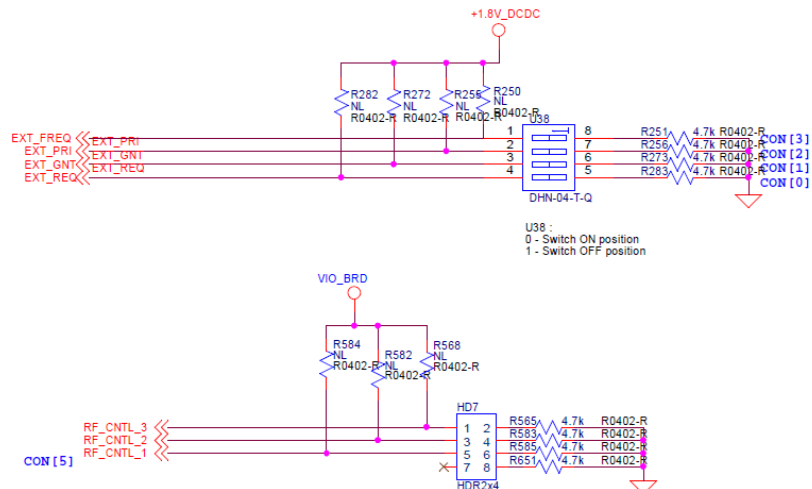 +1.8V_DCDC
R282 R272 R255 R250
NL NL NL NL
R0402-R R0402-R R0402-R R0402-R
U38
EXT_FREQ EXT_PRI 1 8 R251 4.7k R0402-R CON[3]
EXT_PRI EXT_GNT 2 7 R256 4.7k R0402-R CON[2]
EXT_GNT EXT_REQ 3 6 R273 4.7k R0402-R CON[1]
EXT_REQ 4 5 R283 4.7k R0402-R CON[0]
DHN-04-T-Q
U38 :
0 - Switch ON position
1 - Switch OFF position
VIO_BRD
R584 R582 R568
NL NL NL
R0402-R R0402-R R0402-R
HD7
RF_CNTL_3 1 2 R565 4.7k R0402-R
RF_CNTL_2 3 4 R583 4.7k R0402-R
RF_CNTL_1 5 6 R585 4.7k R0402-R
CON[5] 7 8 R651 4.7k R0402-R
HDR2x4